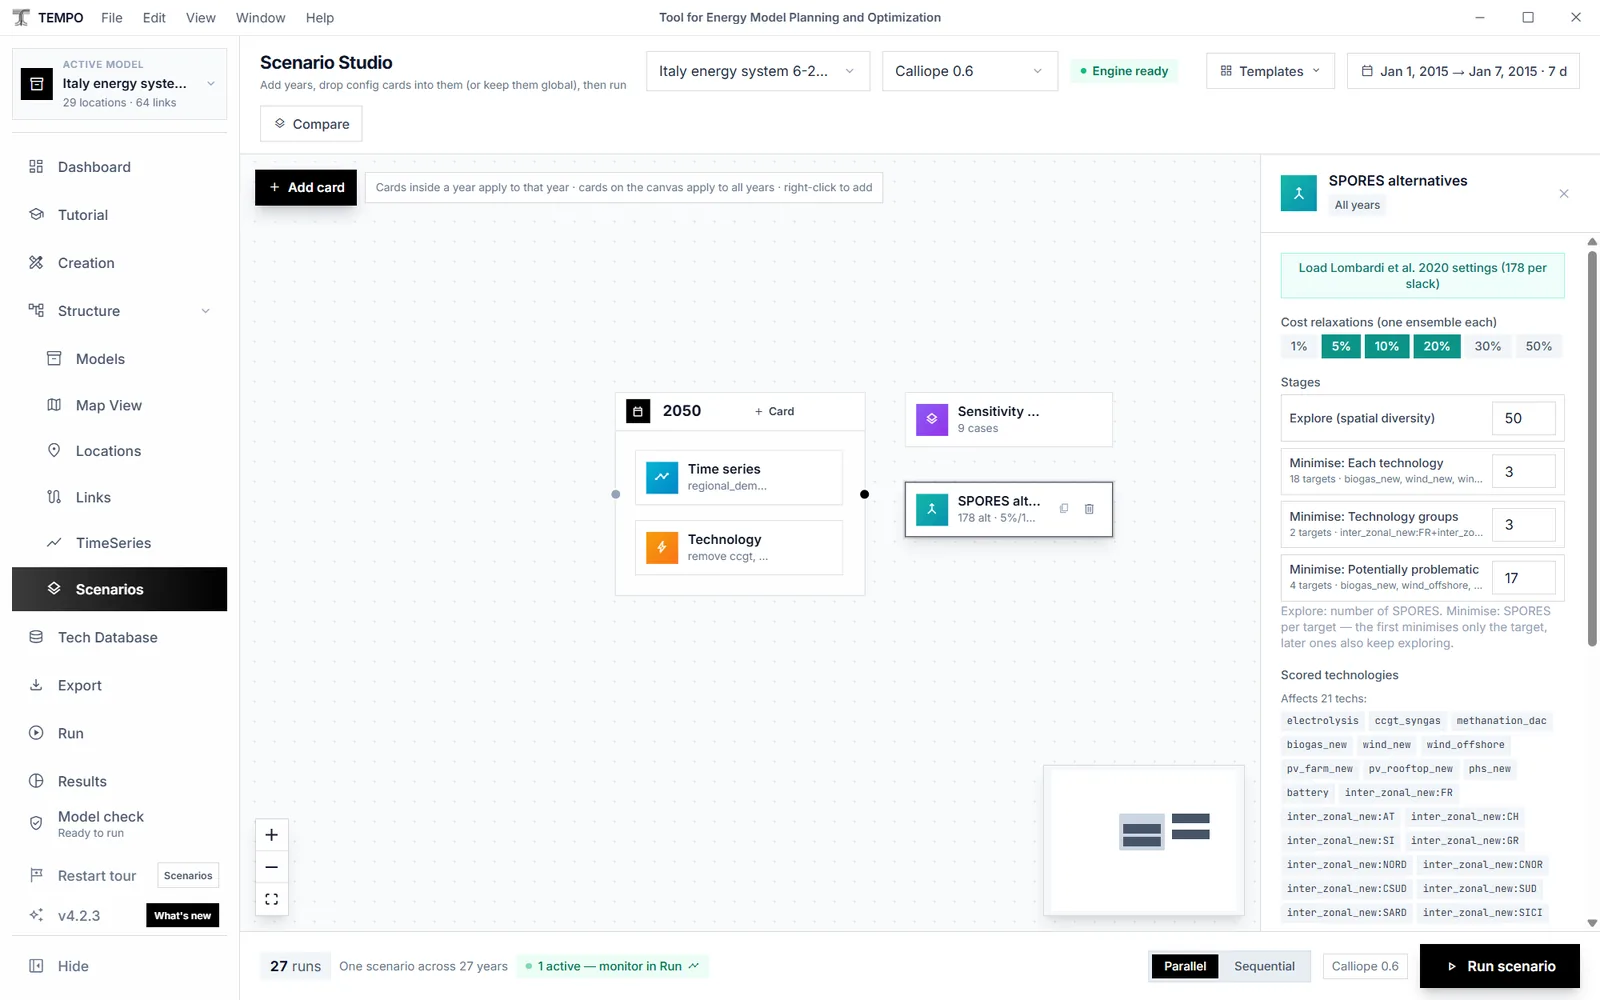 TEMPO File Edit View Window Help
Tool for Energy Model Planning and Optimization
ACTIVE MODEL
Italy energy syste...
29 locations · 64 links
Dashboard
Tutorial
Creation
Structure
Models
Map View
Locations
Links
TimeSeries
Scenarios
Tech Database
Export
Run
Results
Model check
Ready to run
Restart tour Scenarios
v4.2.3 What's new
Hide
Scenario Studio
Add years, drop config cards into them (or keep them global), then run
Italy energy system 6-2...
Calliope 0.6
Engine ready
Templates
Jan 1, 2015 → Jan 7, 2015 · 7 d
Compare
+ Add card
Cards inside a year apply to that year · cards on the canvas apply to all years · right-click to add
2050 + Card
Time series
regional_dem...
Technology
remove ccgt, ...
Sensitivity ...
9 cases
SPORES alt...
178 alt · 5%/1...
SPORES alternatives
All years
Load Lombardi et al. 2020 settings (178 per
slack)
Cost relaxations (one ensemble each)
1% 5% 10% 20% 30% 50%
Stages
Explore (spatial diversity) 50
Minimise: Each technology 3
18 targets · biogas_new, wind_new, win...
Minimise: Technology groups 3
2 targets · inter_zonal_new:FR+inter_zo...
Minimise: Potentially problematic 17
4 targets · biogas_new, wind_offshore, ...
Explore: number of SPORES. Minimise: SPORES
per target — the first minimises only the target,
later ones also keep exploring.
Scored technologies
Affects 21 techs:
electrolysis ccgt_syngas methanation_dac
biogas_new wind_new wind_offshore
pv_farm_new pv_rooftop_new phs_new
battery inter_zonal_new:FR
inter_zonal_new:AT inter_zonal_new:CH
inter_zonal_new:SI inter_zonal_new:GR
inter_zonal_new:NORD inter_zonal_new:CNOR
inter_zonal_new:CSUD inter_zonal_new:SUD
inter_zonal_new:SARD inter_zonal_new:SICI
27 runs One scenario across 27 years 1 active — monitor in Run
Parallel Sequential Calliope 0.6 Run scenario